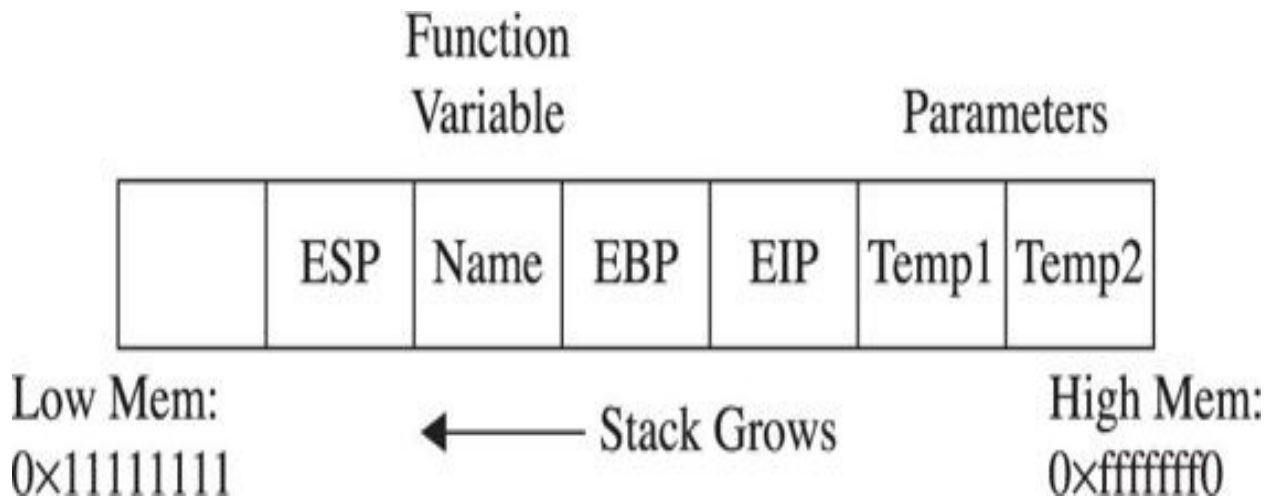 Function
Variable
Parameters
ESP Name EBP EIP Temp1 Temp2
Low Mem:
0×11111111
Stack Grows
High Mem:
0×fffffff0